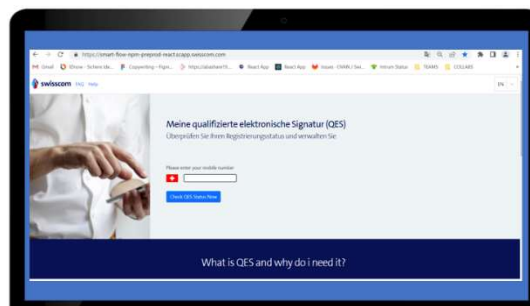 https://smart-flow-npm-preprod-react.scapp.swisscom.com
Gmail
React App
React App
TEAMS
COLLABS
swisscom FAQ Help
EN
Meine qualifizierte elektronische Signatur (QES)
Überprüfen Sie Ihren Registrierungsstatus und verwalten Sie
Please enter your mobile number
Check QES Status Now
What is QES and why do i need it?